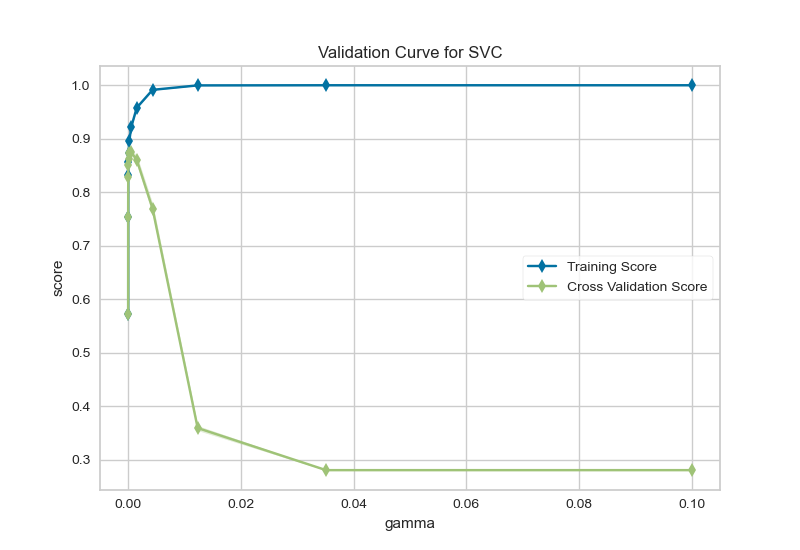 Validation Curve for SVC
1.0
0.9
0.8
0.7
0.6
0.5
0.4
0.3
score
Training Score
Cross Validation Score
0.00 0.02 0.04 0.06 0.08 0.10
gamma